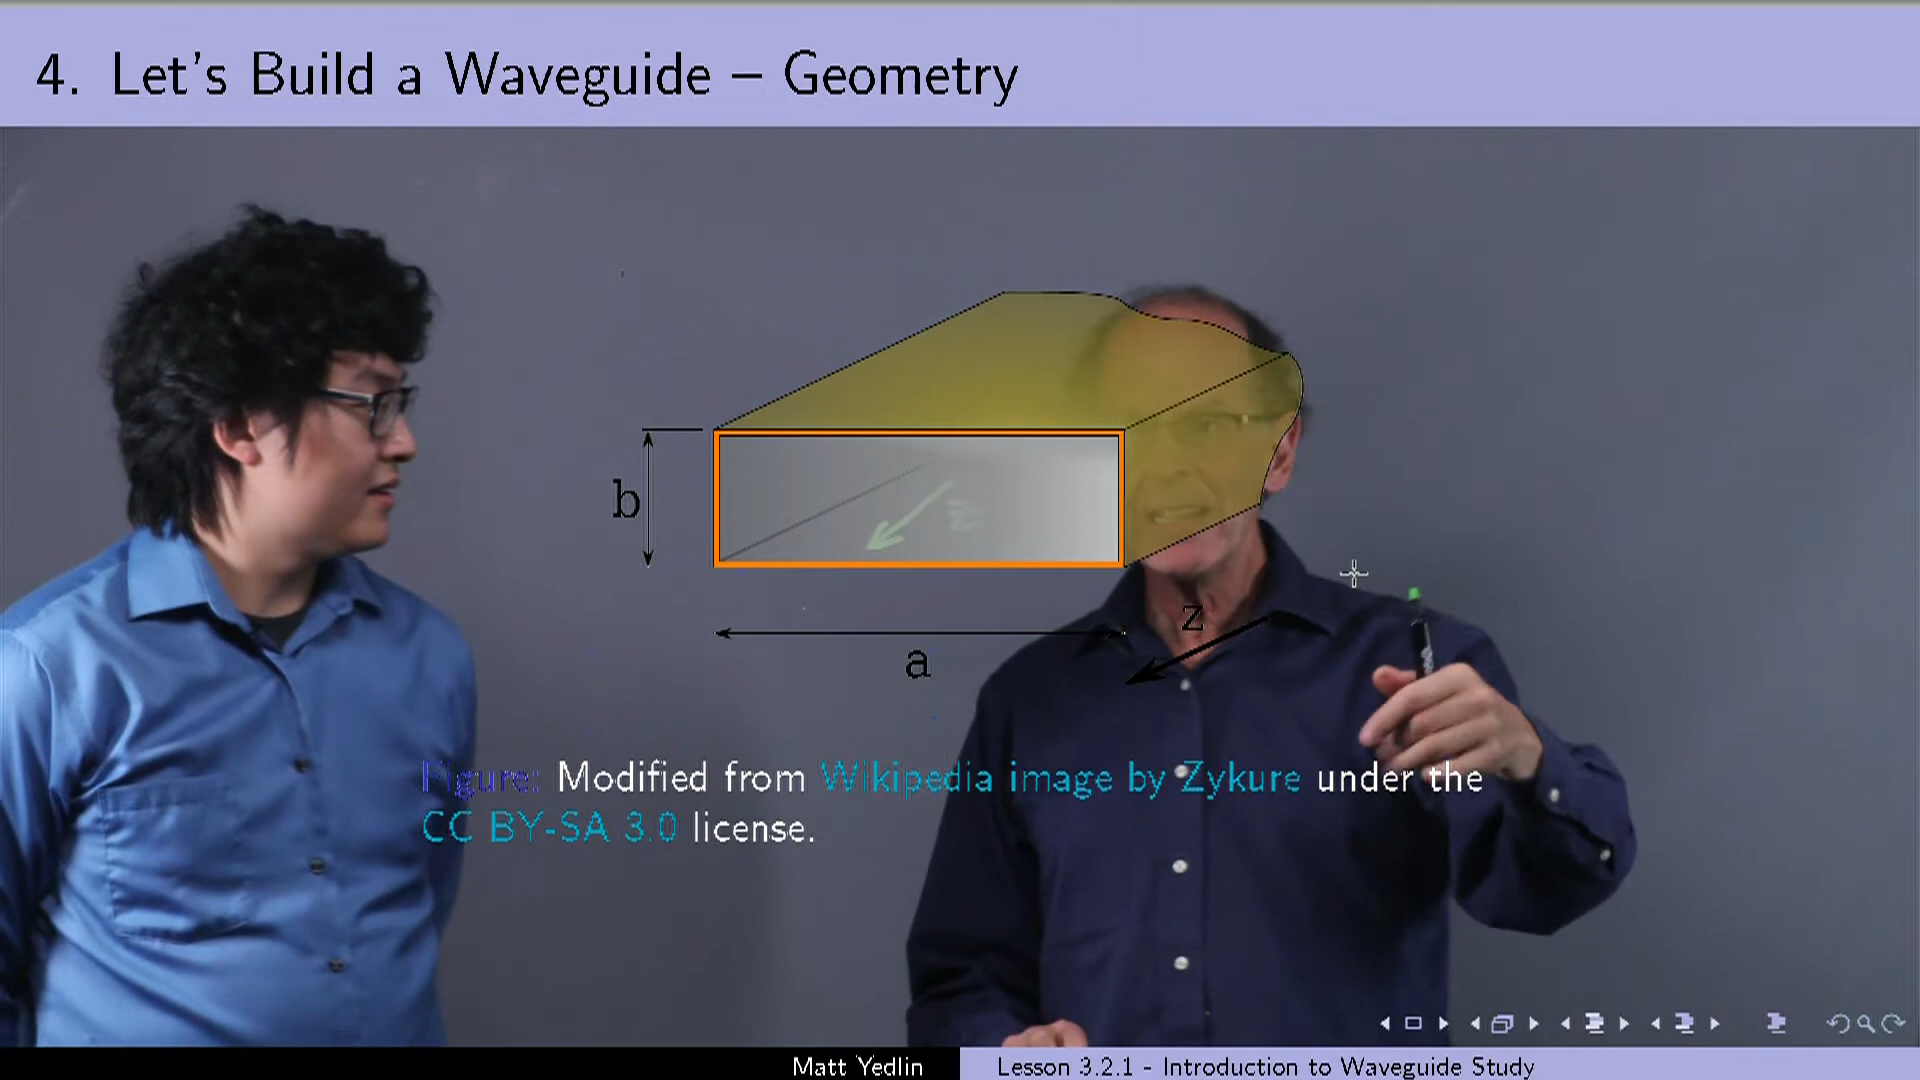 4. Let's Build a Waveguide – Geometry
b
z
z
a
Figure: Modified from Wikipedia image by Zykure under the
CC BY-SA 3.0 license.
Matt Yedlin Lesson 3.2.1 - Introduction to Waveguide Study